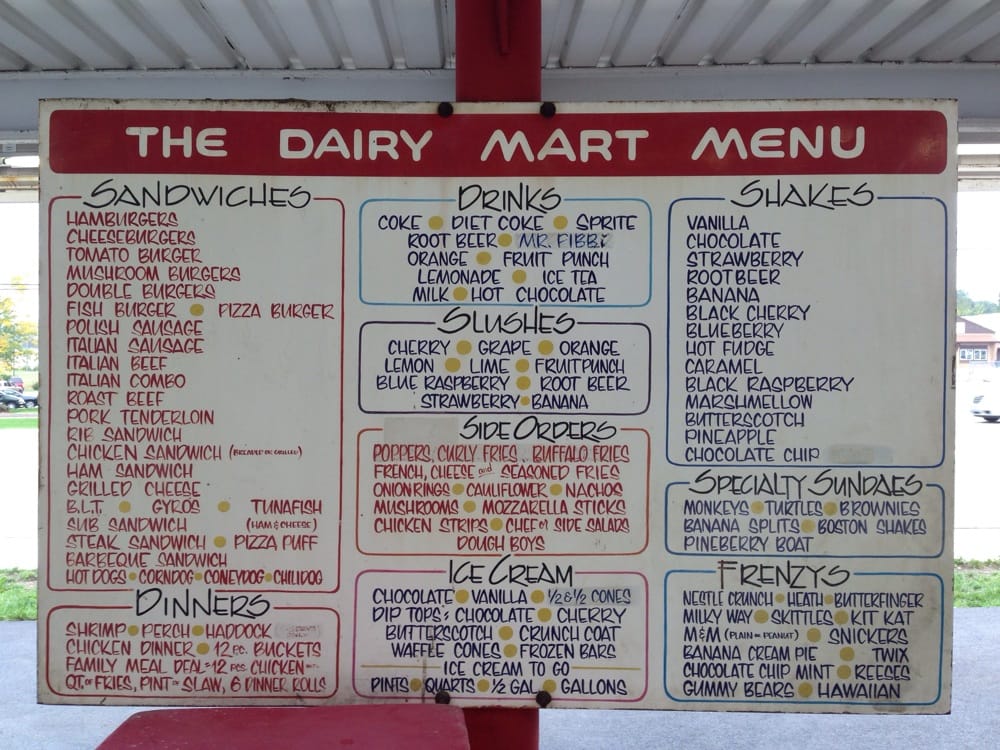 THE DAIRY MART MENU
SANDWICHES
HAMBURGERS
CHEESEBURGERS
TOMATO BURGER
MUSHROOM BURGERS
DOUBLE BURGERS
FISH BURGER • PIZZA BURGER
POLISH SAUSAGE
ITALIAN SAUSAGE
ITALIAN BEEF
ITALIAN COMBO
ROAST BEEF
PORK TENDERLOIN
RIB SANDWICH
CHICKEN SANDWICH (BREADED OR GRILLED)
HAM SANDWICH
GRILLED CHEESE
B.L.T. • GYROS • TUNAFISH
SUB SANDWICH (HAM & CHEESE)
STEAK SANDWICH • PIZZA PUFF
BARBEQUE SANDWICH
HOT DOGS • CORNDOG • CONEYDOG • CHILIDOG
DINNERS
SHRIMP • PERCH • HADDOCK
CHICKEN DINNER • 12 PC. BUCKETS
FAMILY MEAL DEAL = 12 PCS. CHICKEN
QT. OF FRIES, PINT OF SLAW, 6 DINNER ROLLS
DRINKS
COKE • DIET COKE • SPRITE
ROOT BEER • MR. PIBB
ORANGE • FRUIT PUNCH
LEMONADE • ICE TEA
MILK • HOT CHOCOLATE
SLUSHES
CHERRY • GRAPE • ORANGE
LEMON • LIME • FRUIT PUNCH
BLUE RASPBERRY • ROOT BEER
STRAWBERRY • BANANA
SIDE ORDERS
POPPERS, CURLY FRIES, BUFFALO FRIES
FRENCH, CHEESE and SEASONED FRIES
ONION RINGS • CAULIFLOWER • NACHOS
MUSHROOMS • MOZZARELLA STICKS
CHICKEN STRIPS • CHEF or SIDE SALADS
DOUGH BOYS
ICE CREAM
CHOCOLATE • VANILLA • ½ & ½ CONES
DIP TOPS: CHOCOLATE • CHERRY
BUTTERSCOTCH • CRUNCH COAT
WAFFLE CONES • FROZEN BARS
ICE CREAM TO GO
PINTS • QUARTS • ½ GAL • GALLONS
SHAKES
VANILLA
CHOCOLATE
STRAWBERRY
ROOTBEER
BANANA
BLACK CHERRY
BLUEBERRY
HOT FUDGE
CARAMEL
BLACK RASPBERRY
MARSHMELLOW
BUTTERSCOTCH
PINEAPPLE
CHOCOLATE CHIP
SPECIALTY SUNDAES
MONKEYS • TURTLES • BROWNIES
BANANA SPLITS • BOSTON SHAKES
PINEBERRY BOAT
FRENZYS
NESTLE CRUNCH • HEATH • BUTTERFINGER
MILKY WAY • SKITTLES • KIT KAT
M&M (PLAIN OR PEANUT) • SNICKERS
BANANA CREAM PIE • TWIX
CHOCOLATE CHIP MINT • REESES
GUMMY BEARS • HAWAIIAN